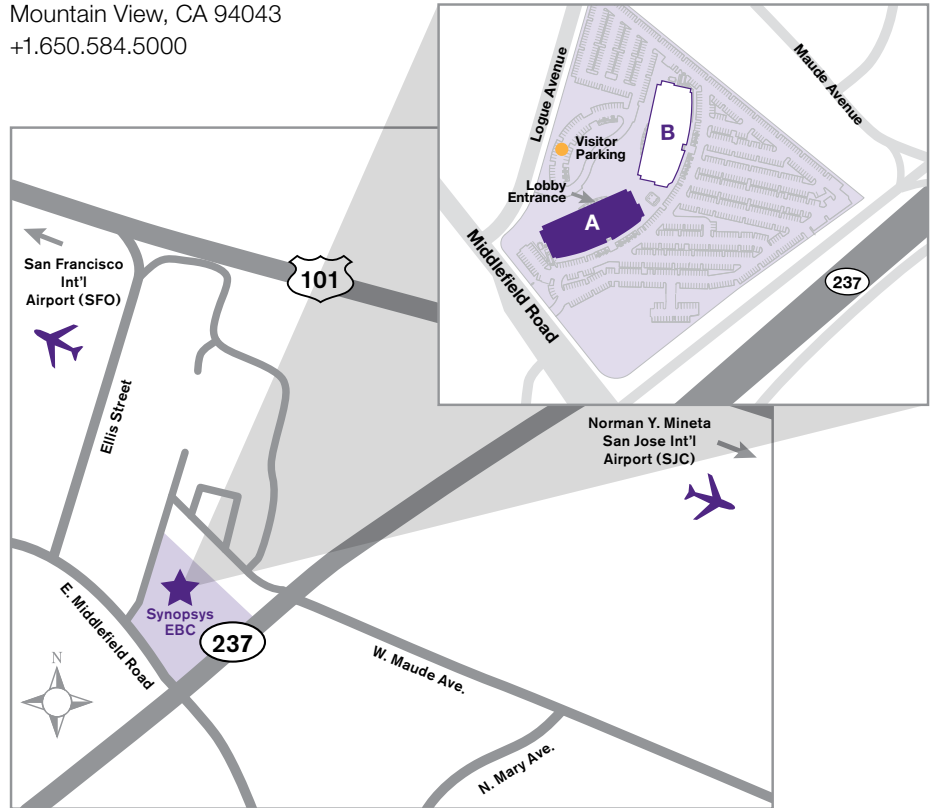 Mountain View, CA 94043
+1.650.584.5000
Logue Avenue
Maude Avenue
Visitor
Parking
B
Lobby
Entrance
A
Middlefield Road
237
San Francisco
Int'l
Airport (SFO)
101
Ellis Street
Norman Y. Mineta
San Jose Int'l
Airport (SJC)
E. Middlefield Road
Synopsys
EBC
237
W. Maude Ave.
N. Mary Ave.
N